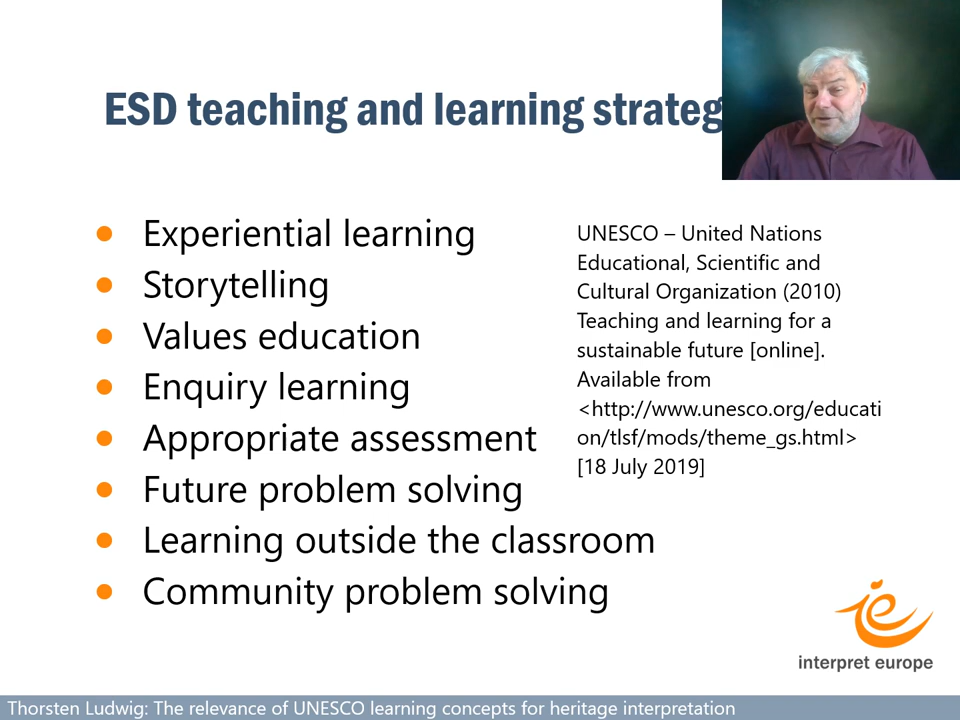 ESD teaching and learning strateg
Experiential learning
Storytelling
Values education
Enquiry learning
Appropriate assessment
Future problem solving
Learning outside the classroom
Community problem solving
UNESCO – United Nations
Educational, Scientific and
Cultural Organization (2010)
Teaching and learning for a
sustainable future [online].
Available from
<http://www.unesco.org/educati
on/tlsf/mods/theme_gs.html>
[18 July 2019]
interpret europe
Thorsten Ludwig: The relevance of UNESCO learning concepts for heritage interpretation